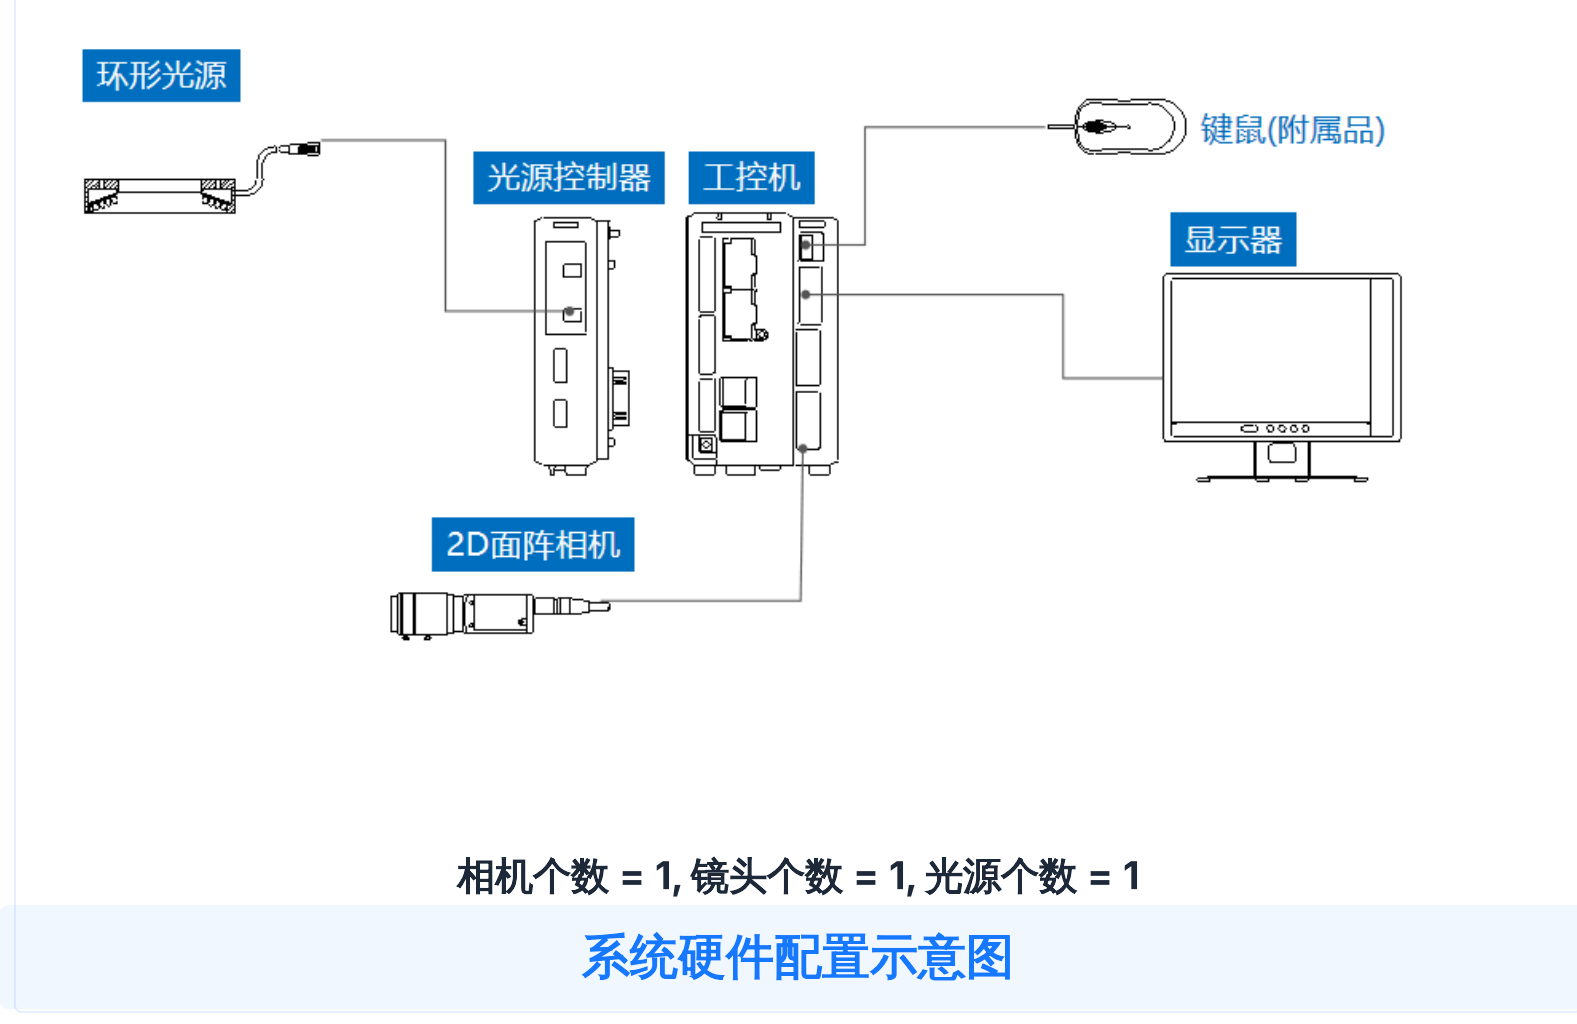 环形光源
键鼠(附属品)
光源控制器
工控机
显示器
2D面阵相机
相机个数 = 1, 镜头个数 = 1, 光源个数 = 1
系统硬件配置示意图